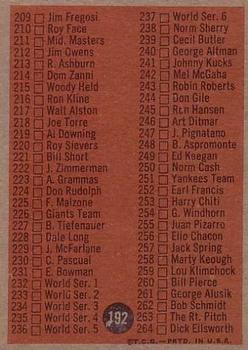 209 Jim Fregosi
210 Roy Face
211 Mid. Masters
212 Jim Owens
213 R. Ashburn
214 Dom Zanni
215 Woody Held
216 Ron Kline
217 Walt Alston
218 Joe Torre
219 Al Downing
220 Roy Sievers
221 Bill Short
222 J. Zimmerman
223 A. Grammas
224 Don Rudolph
225 F. Malzone
226 Giants Team
227 B. Tiefenauer
228 Dale Long
229 J. McFarlane
230 C. Pascual
231 E. Bowman
232 World Ser. 1
233 World Ser. 2
234 World Ser. 3
235 World Ser. 4
236 World Ser. 5
237 World Ser. 6
238 Norm Sherry
239 Cecil Butler
240 George Altman
241 Johnny Kucks
242 Mel McGaha
243 Robin Roberts
244 Don Gile
245 Ron Hansen
246 Art Ditmar
247 J. Pignatano
248 B. Aspromonte
249 Ed Keegan
250 Norm Cash
251 Yankees Team
252 Earl Francis
253 Harry Chiti
254 G. Windhorn
255 Juan Pizarro
256 Elio Chacon
257 Jack Spring
258 Marty Keough
259 Lou Klimchock
260 Bill Pierce
261 George Alusik
262 Bob Schmidt
263 The Rt. Pitch
264 Dick Ellsworth
192
©T.C.G.—PRTD. IN U.S.A.